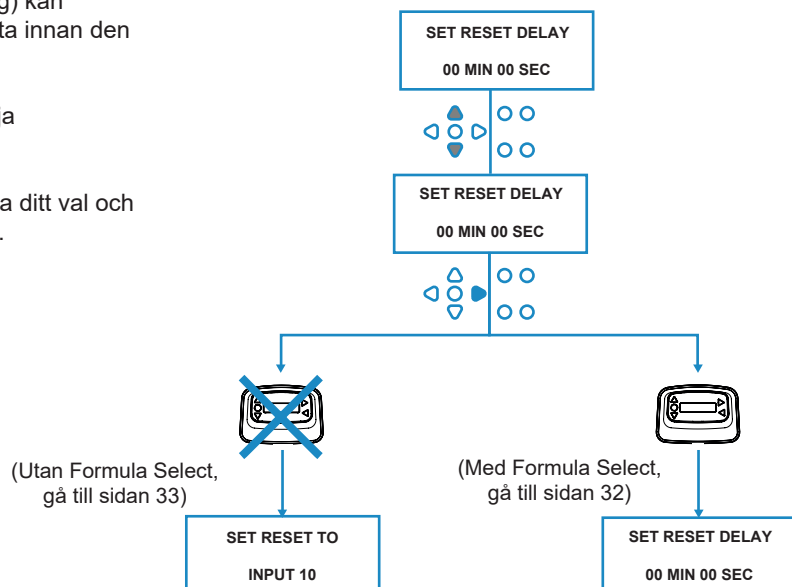 kan
innan den
ditt val och
SET RESET DELAY
00 MIN 00 SEC
SET RESET DELAY
00 MIN 00 SEC
(Utan Formula Select,
gå till sidan 33)
(Med Formula Select,
gå till sidan 32)
SET RESET TO
INPUT 10
SET RESET DELAY
00 MIN 00 SEC